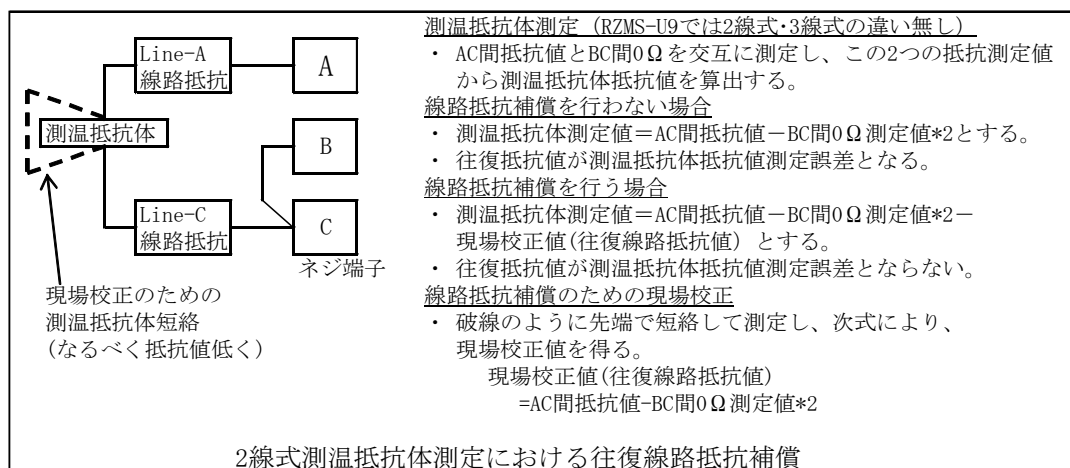 Line-A
線路抵抗
A
測温抵抗体
B
Line-C
線路抵抗
C
ネジ端子
現場校正のための
測温抵抗体短絡
(なるべく抵抗値低く)
測温抵抗体測定 (RZMS-U9では2線式・3線式の違い無し)
・ AC間抵抗値とBC間0Ωを交互に測定し、この2つの抵抗測定値
から測温抵抗体抵抗値を算出する。
線路抵抗補償を行わない場合
・ 測温抵抗体測定値＝AC間抵抗値－BC間0Ω測定値*2とする。
・ 往復抵抗値が測温抵抗体抵抗値測定誤差となる。
線路抵抗補償を行う場合
・ 測温抵抗体測定値＝AC間抵抗値－BC間0Ω測定値*2－
現場校正値(往復線路抵抗値) とする。
・ 往復抵抗値が測温抵抗体抵抗値測定誤差とならない。
線路抵抗補償のための現場校正
・ 破線のように先端で短絡して測定し、次式により、
現場校正値を得る。
現場校正値(往復線路抵抗値)
=AC間抵抗値-BC間0Ω測定値*2
2線式測温抵抗体測定における往復線路抵抗補償